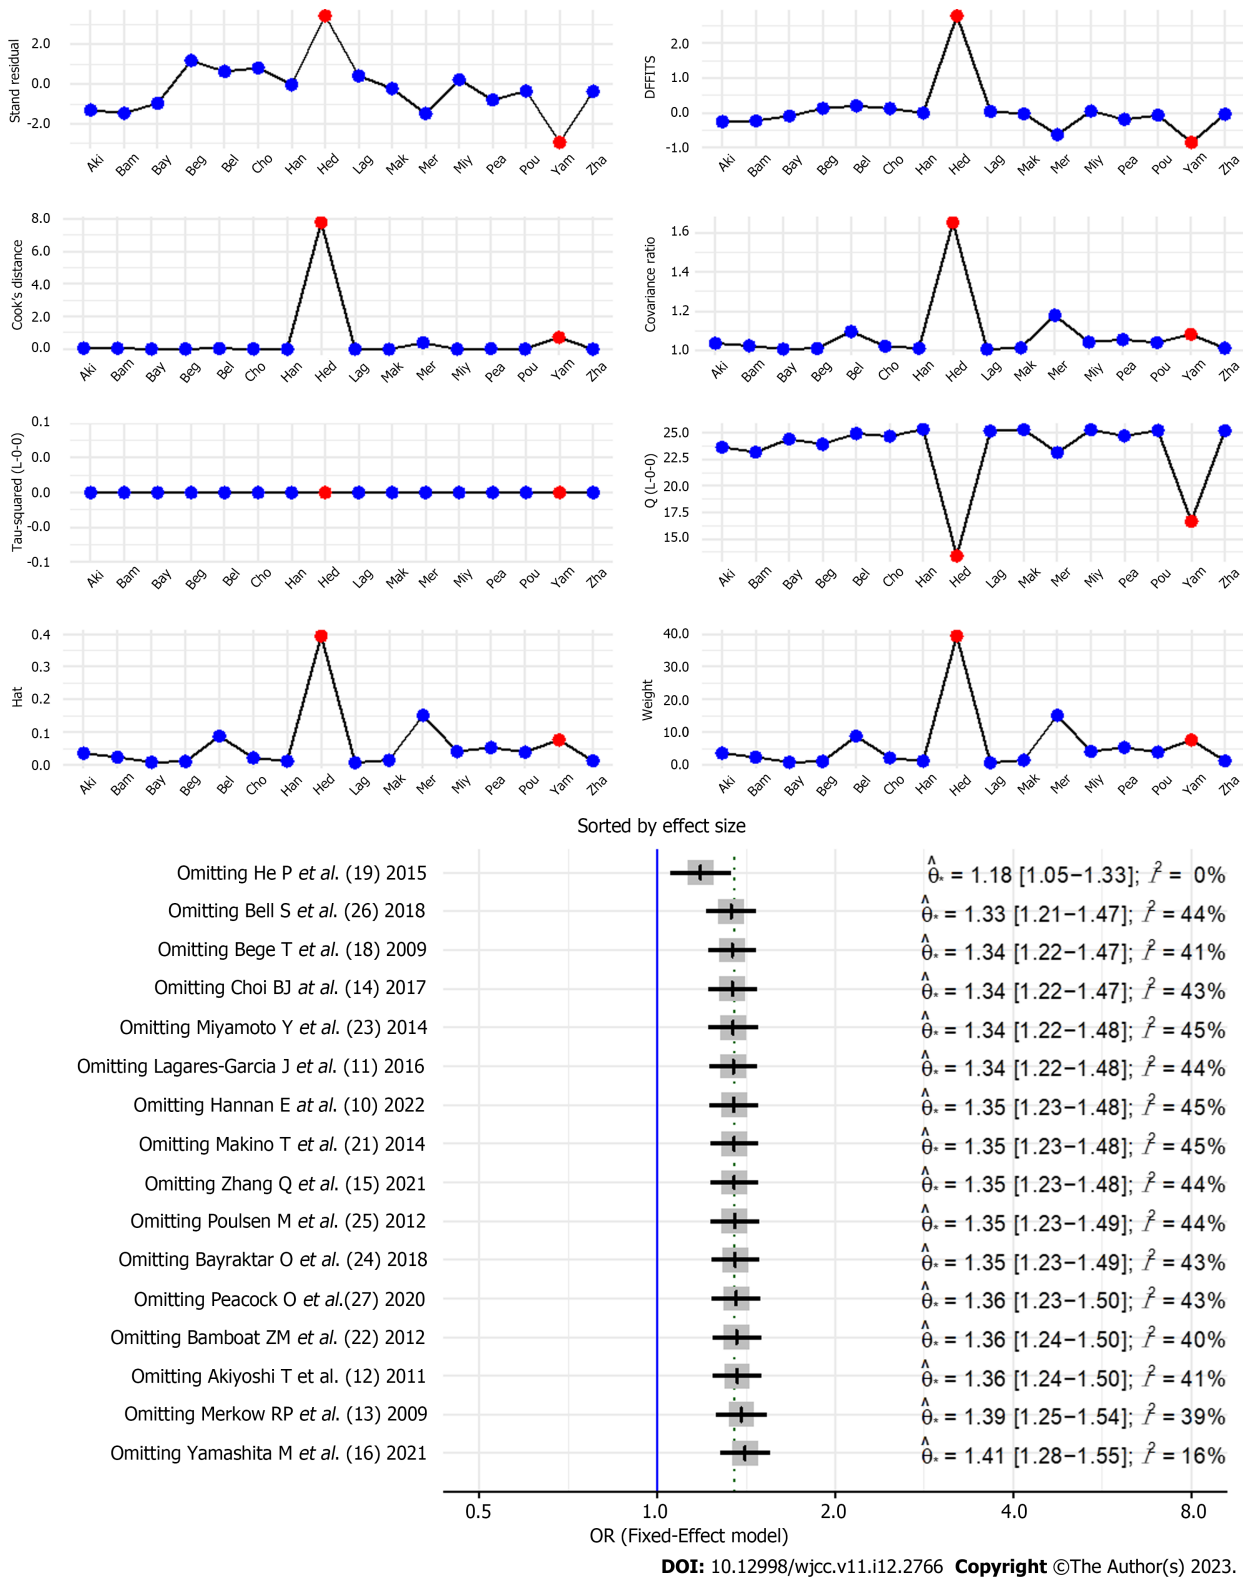 Stand residual
2.0
0.0
-2.0
Aki Bam Bay Beg Bel Cho Han Hed Lag Mak Mer Miy Pea Pou Yam Zha
DFFITS
2.0
1.0
0.0
-1.0
Aki Bam Bay Beg Bel Cho Han Hed Lag Mak Mer Miy Pea Pou Yam Zha
Cook's distance
8.0
6.0
4.0
2.0
0.0
Aki Bam Bay Beg Bel Cho Han Hed Lag Mak Mer Miy Pea Pou Yam Zha
Covariance ratio
1.6
1.4
1.2
1.0
Aki Bam Bay Beg Bel Cho Han Hed Lag Mak Mer Miy Pea Pou Yam Zha
Tau-squared (L-0-0)
0.1
0.0
0.0
-0.0
-0.1
Aki Bam Bay Beg Bel Cho Han Hed Lag Mak Mer Miy Pea Pou Yam Zha
Q (L-0-0)
25.0
22.5
20.0
17.5
15.0
Aki Bam Bay Beg Bel Cho Han Hed Lag Mak Mer Miy Pea Pou Yam Zha
Hat
0.4
0.3
0.2
0.1
0.0
Aki Bam Bay Beg Bel Cho Han Hed Lag Mak Mer Miy Pea Pou Yam Zha
Weight
40.0
30.0
20.0
10.0
0.0
Aki Bam Bay Beg Bel Cho Han Hed Lag Mak Mer Miy Pea Pou Yam Zha
Sorted by effect size
Omitting He P et al. (19) 2015 θ̂* = 1.18 [1.05−1.33]; I² = 0%
Omitting Bell S et al. (26) 2018 θ̂* = 1.33 [1.21−1.47]; I² = 44%
Omitting Bege T et al. (18) 2009 θ̂* = 1.34 [1.22−1.47]; I² = 41%
Omitting Choi BJ at al. (14) 2017 θ̂* = 1.34 [1.22−1.47]; I² = 43%
Omitting Miyamoto Y et al. (23) 2014 θ̂* = 1.34 [1.22−1.48]; I² = 45%
Omitting Lagares-Garcia J et al. (11) 2016 θ̂* = 1.34 [1.22−1.48]; I² = 44%
Omitting Hannan E at al. (10) 2022 θ̂* = 1.35 [1.23−1.48]; I² = 45%
Omitting Makino T et al. (21) 2014 θ̂* = 1.35 [1.23−1.48]; I² = 45%
Omitting Zhang Q et al. (15) 2021 θ̂* = 1.35 [1.23−1.48]; I² = 44%
Omitting Poulsen M et al. (25) 2012 θ̂* = 1.35 [1.23−1.49]; I² = 44%
Omitting Bayraktar O et al. (24) 2018 θ̂* = 1.35 [1.23−1.49]; I² = 43%
Omitting Peacock O et al.(27) 2020 θ̂* = 1.36 [1.23−1.50]; I² = 43%
Omitting Bamboat ZM et al. (22) 2012 θ̂* = 1.36 [1.24−1.50]; I² = 40%
Omitting Akiyoshi T et al. (12) 2011 θ̂* = 1.36 [1.24−1.50]; I² = 41%
Omitting Merkow RP et al. (13) 2009 θ̂* = 1.39 [1.25−1.54]; I² = 39%
Omitting Yamashita M et al. (16) 2021 θ̂* = 1.41 [1.28−1.55]; I² = 16%
0.5 1.0 2.0 4.0 8.0
OR (Fixed-Effect model)
DOI: 10.12998/wjcc.v11.i12.2766 Copyright ©The Author(s) 2023.